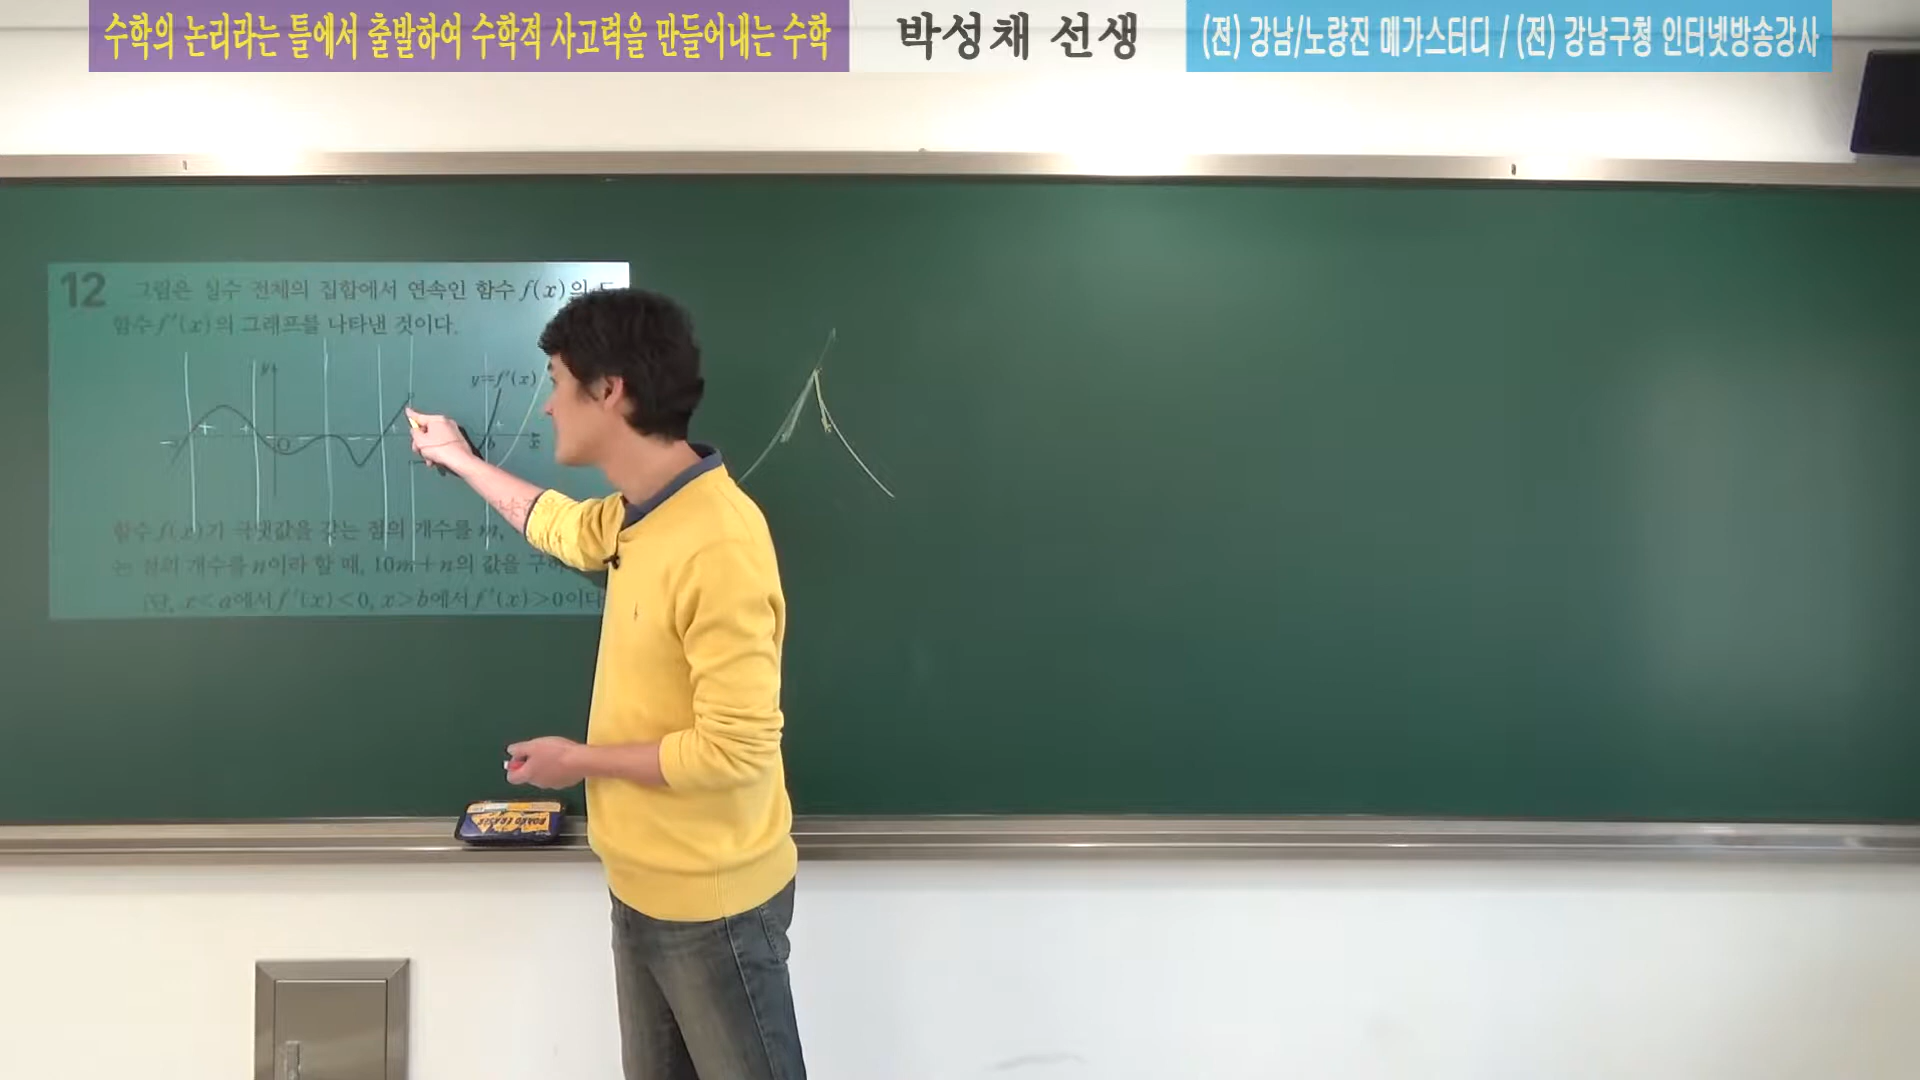 수학의 논리라는 틀에서 출발하여 수학적 사고력을 만들어내는 수학
박성채 선생
(전) 강남/노량진 메가스터디 / (전) 강남구청 인터넷방송강사
12 그림은 실수 전체의 집합에서 연속인 함수 f(x)의 도
함수 f'(x)의 그래프를 나타낸 것이다.
y
y=f'(x)
O
b
x
함수 f(x)가 극댓값을 갖는 점의 개수를 m,
는 점의 개수를 n이라 할 때, 10m+n의 값을 구하
(단, x<a에서 f'(x)<0, x>b에서 f'(x)>0이다
BOARD ERASER